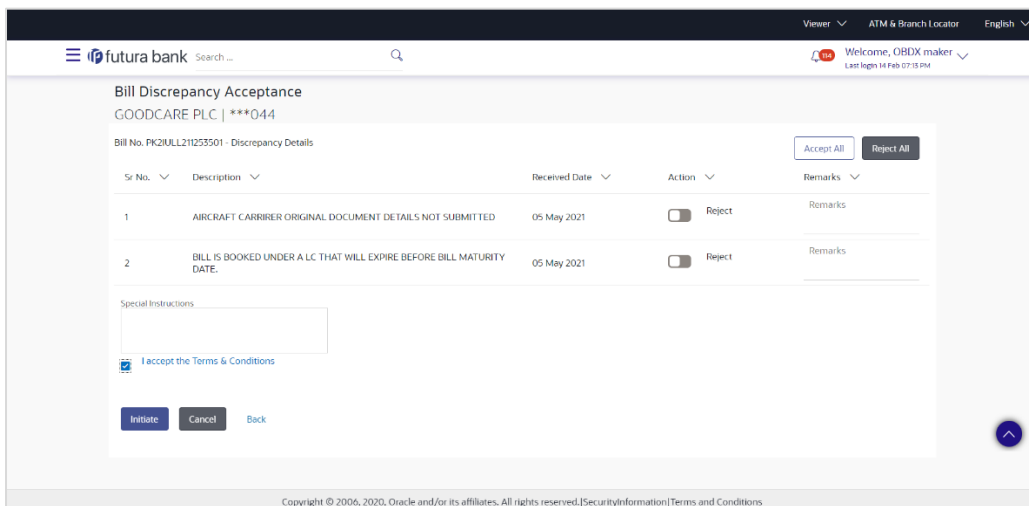 Viewer ATM & Branch Locator English
futura bank Search ... 114 Welcome, OBDX maker
Last login 14 Feb 07:13 PM
Bill Discrepancy Acceptance
GOODCARE PLC | ***044
Bill No. PK2IULL211253501 - Discrepancy Details Accept All Reject All
Sr No. Description Received Date Action Remarks
1 AIRCRAFT CARRIRER ORIGINAL DOCUMENT DETAILS NOT SUBMITTED 05 May 2021 Reject Remarks
2 BILL IS BOOKED UNDER A LC THAT WILL EXPIRE BEFORE BILL MATURITY DATE. 05 May 2021 Reject Remarks
Special Instructions
I accept the Terms & Conditions
Initiate Cancel Back
Copyright © 2006, 2020, Oracle and/or its affiliates. All rights reserved.|SecurityInformation|Terms and Conditions